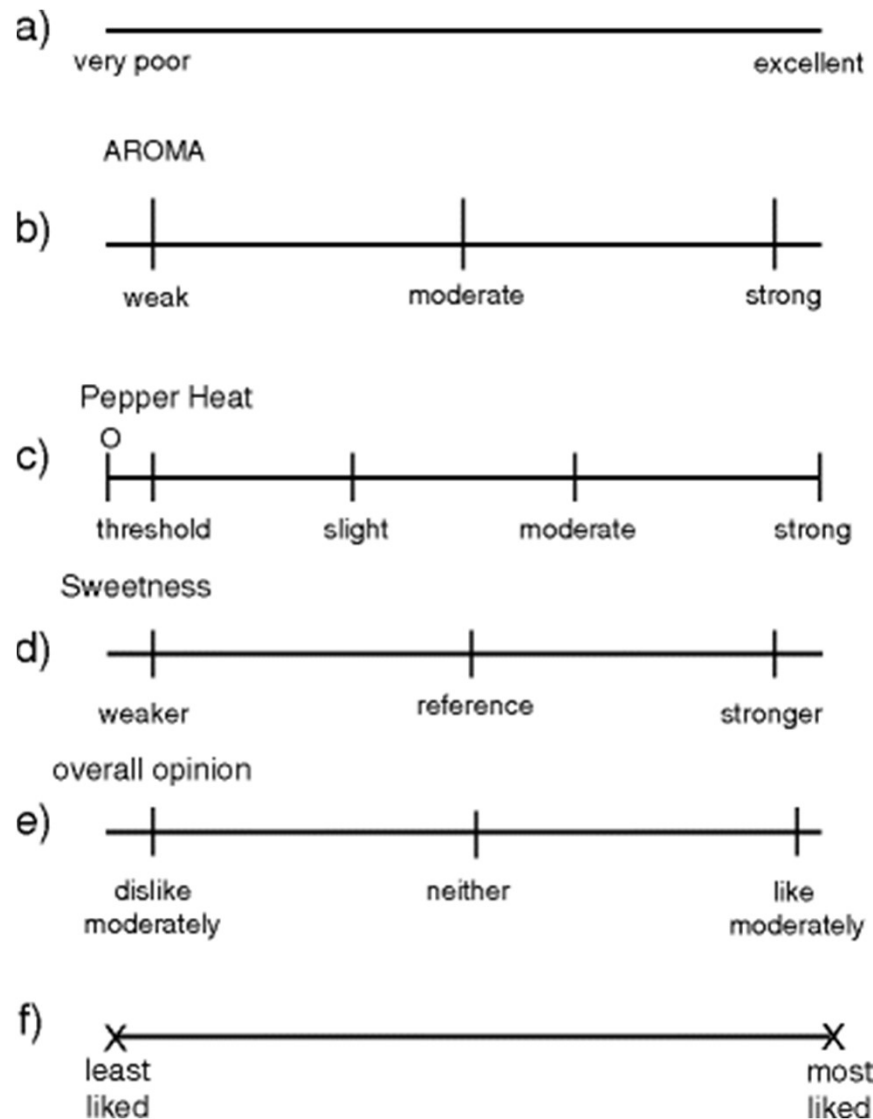 a)
very poor excellent
AROMA
b)
weak moderate strong
Pepper Heat
O
c)
threshold slight moderate strong
Sweetness
d)
weaker reference stronger
overall opinion
e)
dislike neither like
moderately moderately
f)
X X
least most
liked liked